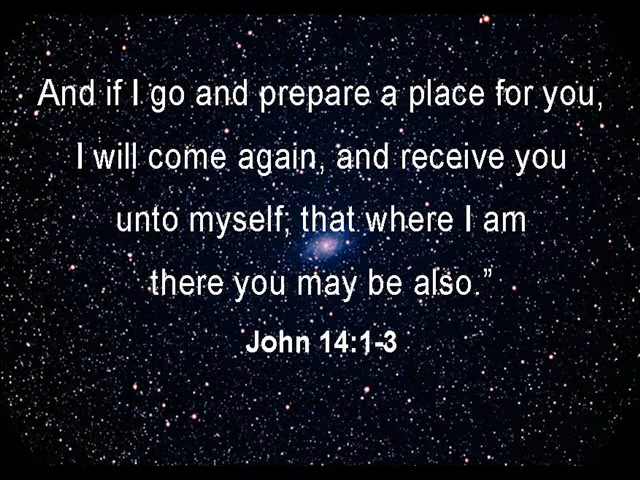 And if I go and prepare a place for you,
I will come again, and receive you
unto myself; that where I am
there you may be also.”
John 14:1-3